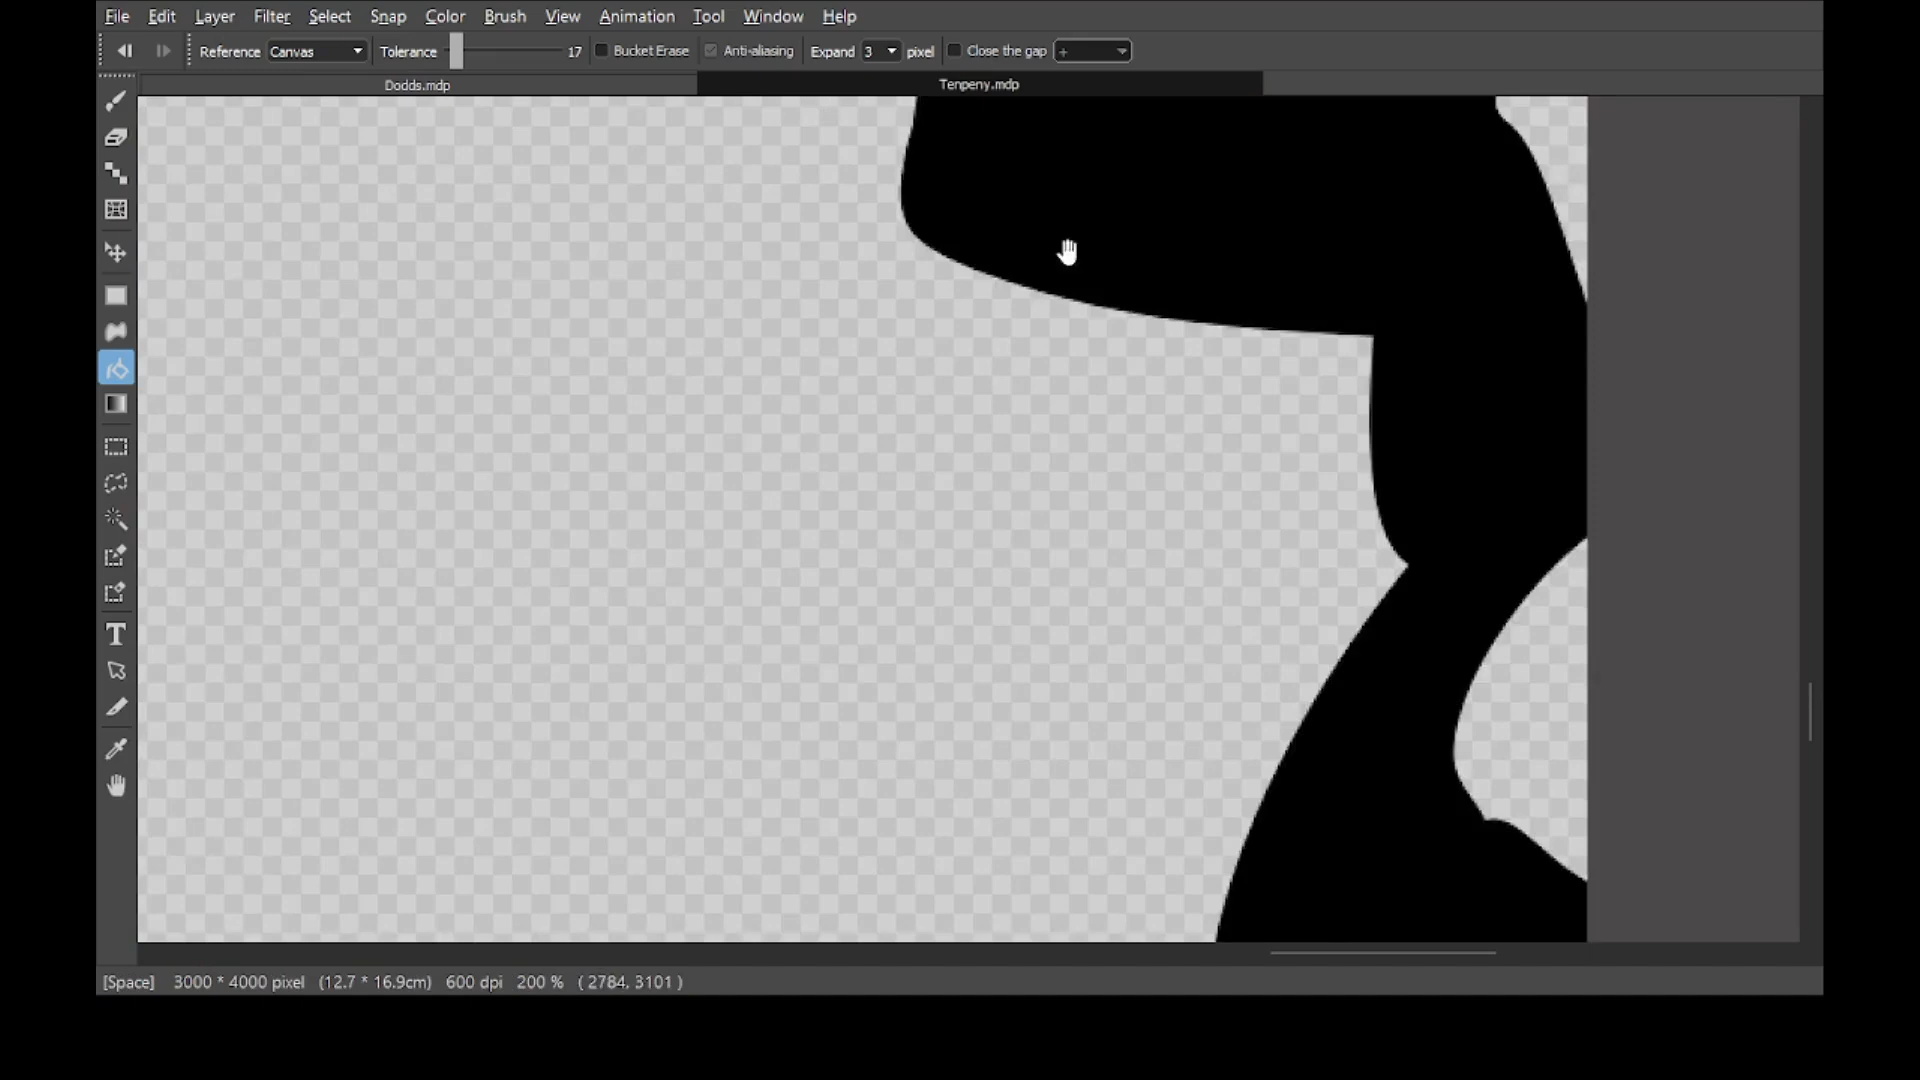 File Edit Layer Filter Select Snap Color Brush View Animation Tool Window Help
Reference Canvas Tolerance 17 Bucket Erase Anti-aliasing Expand 3 pixel Close the gap +
Dodds.mdp Tenpeny.mdp
T
[Space] 3000 * 4000 pixel (12.7 * 16.9cm) 600 dpi 200 % ( 2784, 3101 )